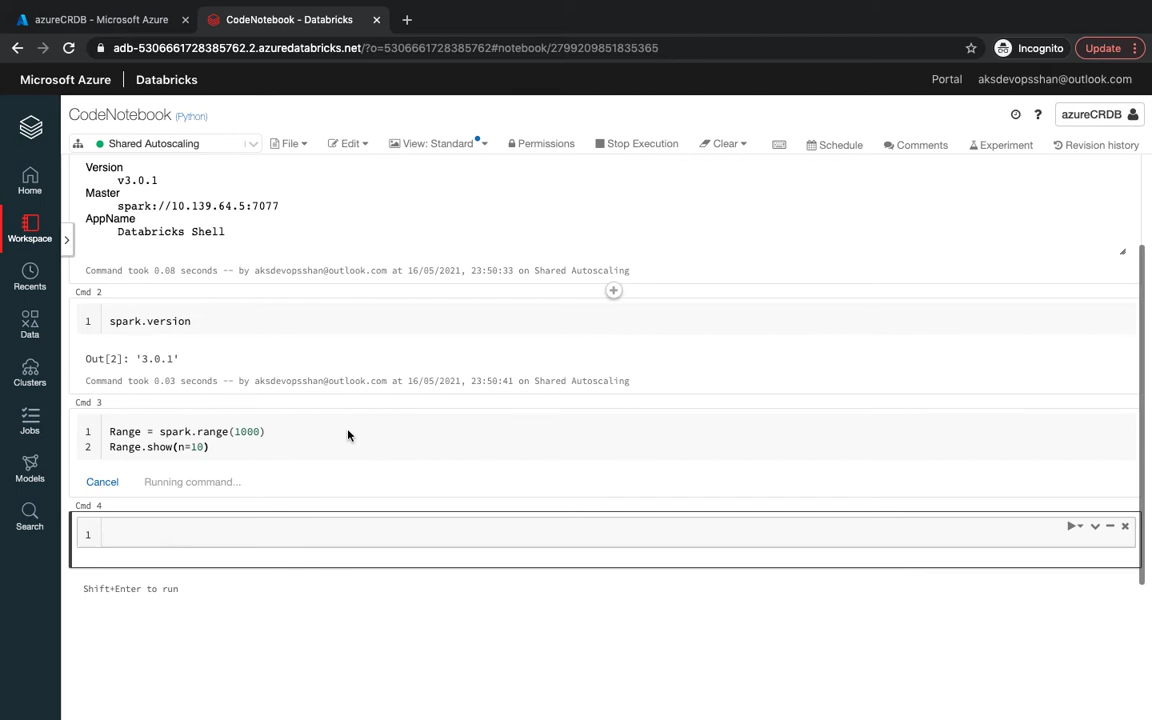 azureCRDB - Microsoft Azure
CodeNotebook - Databricks
adb-5306661728385762.2.azuredatabricks.net/?o=5306661728385762#notebook/2799209851835365
Incognito
Update
Microsoft Azure
Databricks
Portal
aksdevopsshan@outlook.com
CodeNotebook (Python)
azureCRDB
Shared Autoscaling
File
Edit
View: Standard
Permissions
Stop Execution
Clear
Schedule
Comments
Experiment
Revision history
Home
Workspace
Recents
Data
Clusters
Jobs
Models
Search
Version
v3.0.1
Master
spark://10.139.64.5:7077
AppName
Databricks Shell
Command took 0.08 seconds -- by aksdevopsshan@outlook.com at 16/05/2021, 23:50:33 on Shared Autoscaling
Cmd 2
1 spark.version
Out[2]: '3.0.1'
Command took 0.03 seconds -- by aksdevopsshan@outlook.com at 16/05/2021, 23:50:41 on Shared Autoscaling
Cmd 3
1 Range = spark.range(1000)
2 Range.show(n=10)
Cancel Running command...
Cmd 4
1
Shift+Enter to run